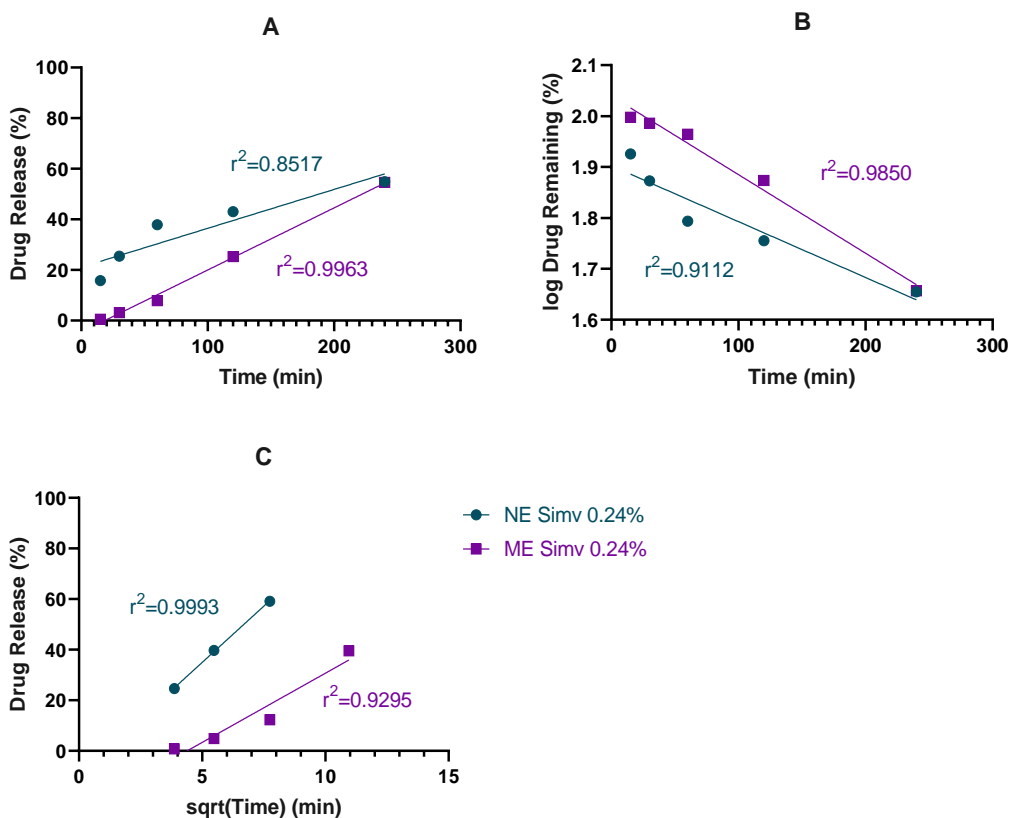 A
100
80
60
40
20
0
0
100
200
300
Drug Release (%)
Time (min)
r²=0.8517
r²=0.9963
B
2.1
2.0
1.9
1.8
1.7
1.6
0
100
200
300
log Drug Remaining (%)
Time (min)
r²=0.9850
r²=0.9112
C
100
80
60
40
20
0
0
5
10
15
Drug Release (%)
sqrt(Time) (min)
r²=0.9993
r²=0.9295
NE Simv 0.24%
ME Simv 0.24%